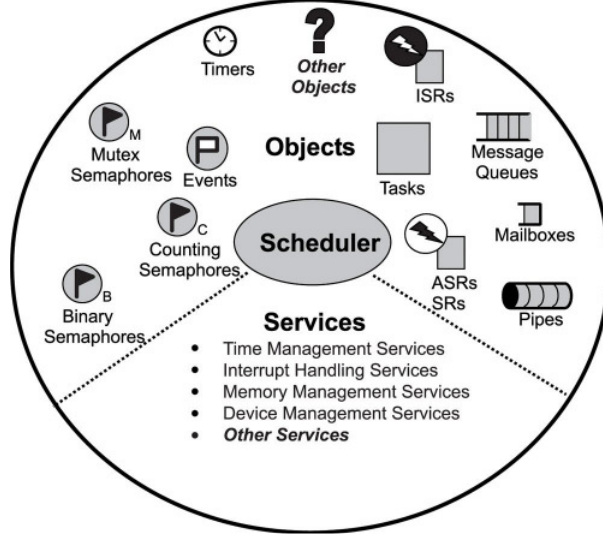 Timers
?
Other
Objects
ISRs
M
Mutex
Semaphores
Events
Objects
Tasks
Message
Queues
C
Counting
Semaphores
Scheduler
Mailboxes
B
Binary
Semaphores
ASRs
SRs
Pipes
Services
• Time Management Services
• Interrupt Handling Services
• Memory Management Services
• Device Management Services
• Other Services